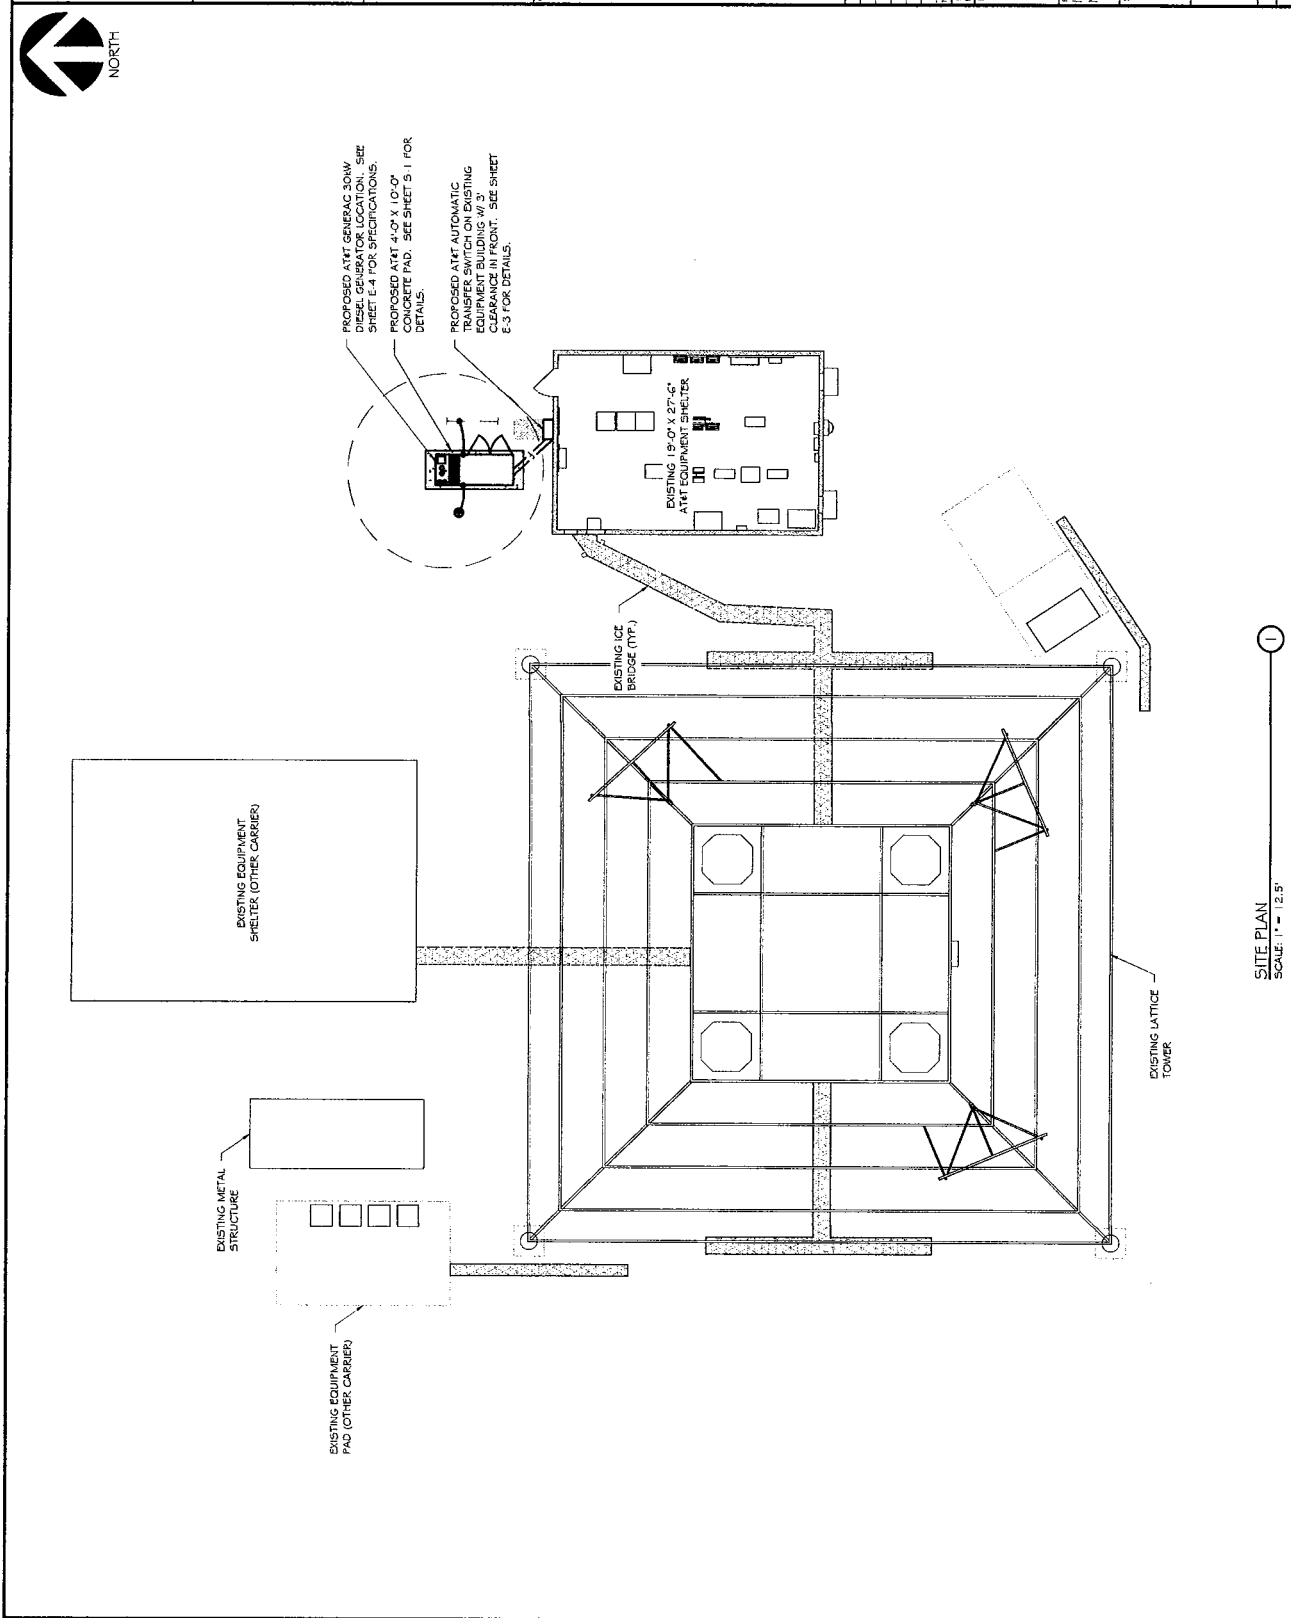 NORTH
PROPOSED AT&T GENERAC 30kW
DIESEL GENERATOR LOCATION. SEE
SHEET E-4 FOR SPECIFICATIONS.
PROPOSED AT&T 4'-0" X 10'-0"
CONCRETE PAD. SEE SHEET S-1 FOR
DETAILS.
PROPOSED AT&T AUTOMATIC
TRANSFER SWITCH ON EXISTING
EQUIPMENT BUILDING W/ 3'
CLEARANCE IN FRONT. SEE SHEET
E-3 FOR DETAILS.
EXISTING 19'-0" X 27'-6"
AT&T EQUIPMENT SHELTER
EXISTING ICE
BRIDGE (TYP.)
EXISTING EQUIPMENT
SHELTER (OTHER CARRIER)
EXISTING METAL
STRUCTURE
EXISTING EQUIPMENT
PAD (OTHER CARRIER)
EXISTING LATTICE
TOWER
SITE PLAN
SCALE: 1" = 12.5'
1